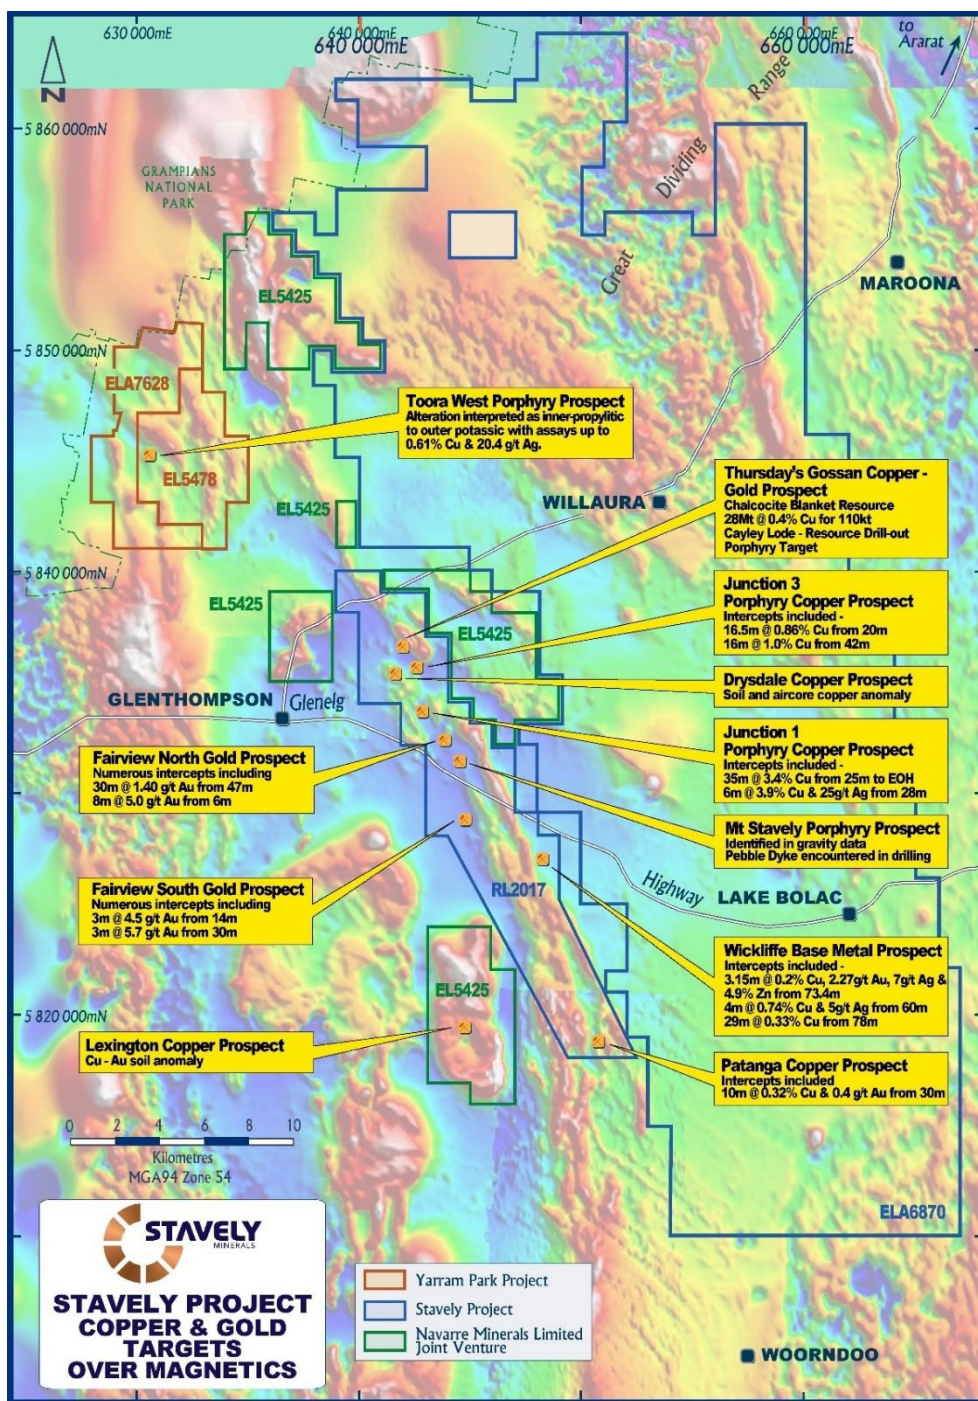 630 000mE
640 000mE
640 000mE
660 000mE
660 000mE
to
Ararat
N
5 860 000mN
GRAMPIANS
NATIONAL
PARK
Great
Dividing
Range
MAROONA
EL5425
5 850 000mN
ELA7628
EL5478
Toora West Porphyry Prospect
Alteration interpreted as inner-propylitic
to outer potassic with assays up to
0.61% Cu & 20.4 g/t Ag.
WILLAURA
EL5425
Thursday's Gossan Copper -
Gold Prospect
Chalcocite Blanket Resource
28Mt @ 0.4% Cu for 110kt
Cayley Lode - Resource Drill-out
Porphyry Target
5 840 000mN
EL5425
EL5425
Junction 3
Porphyry Copper Prospect
Intercepts included -
16.5m @ 0.86% Cu from 20m
16m @ 1.0% Cu from 42m
Drysdale Copper Prospect
Soil and aircore copper anomaly
GLENTHOMPSON
Glenelg
Junction 1
Porphyry Copper Prospect
Intercepts included -
35m @ 3.4% Cu from 25m to EOH
6m @ 3.9% Cu & 25g/t Ag from 28m
Fairview North Gold Prospect
Numerous intercepts including
30m @ 1.40 g/t Au from 47m
8m @ 5.0 g/t Au from 6m
Mt Stavely Porphyry Prospect
Identified in gravity data
Pebble Dyke encountered in drilling
Fairview South Gold Prospect
Numerous intercepts including
3m @ 4.5 g/t Au from 14m
3m @ 5.7 g/t Au from 30m
RL2017
Highway
LAKE BOLAC
Wickliffe Base Metal Prospect
Intercepts included -
3.15m @ 0.2% Cu, 2.27g/t Au, 7g/t Ag &
4.9% Zn from 73.4m
4m @ 0.74% Cu & 5g/t Ag from 60m
29m @ 0.33% Cu from 78m
EL5425
5 820 000mN
Lexington Copper Prospect
Cu - Au soil anomaly
Patanga Copper Prospect
Intercepts included
10m @ 0.32% Cu & 0.4 g/t Au from 30m
0 2 4 6 8 10
Kilometres
MGA94 Zone 54
ELA6870
STAVELY
MINERALS
STAVELY PROJECT
COPPER & GOLD
TARGETS
OVER MAGNETICS
Yarram Park Project
Stavely Project
Navarre Minerals Limited
Joint Venture
WOORNDOO